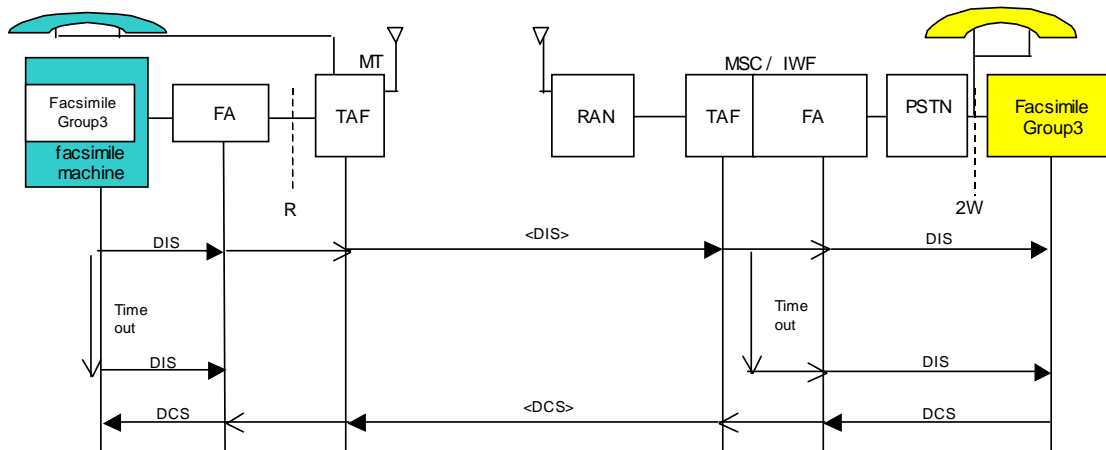 MT
MSC / IWF
Facsimile
Group3
facsimile
machine
FA
TAF
RAN
TAF
FA
PSTN
Facsimile
Group3
R
2W
DIS
<DIS>
DIS
Time
out
Time
out
DIS
DIS
DCS
<DCS>
DCS